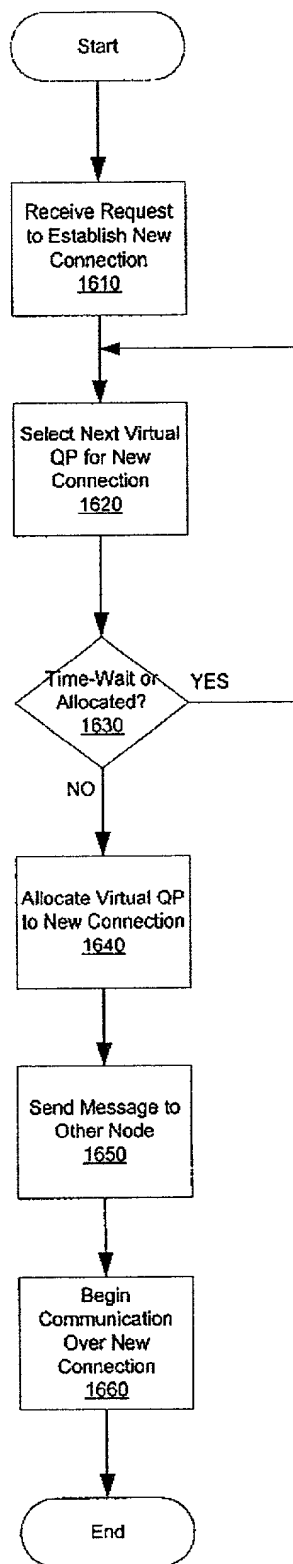 Start
Receive Request
to Establish New
Connection
1610
Select Next Virtual
QP for New
Connection
1620
Time-Wait or
Allocated?
1630
YES
NO
Allocate Virtual QP
to New Connection
1640
Send Message to
Other Node
1650
Begin
Communication
Over New
Connection
1660
End